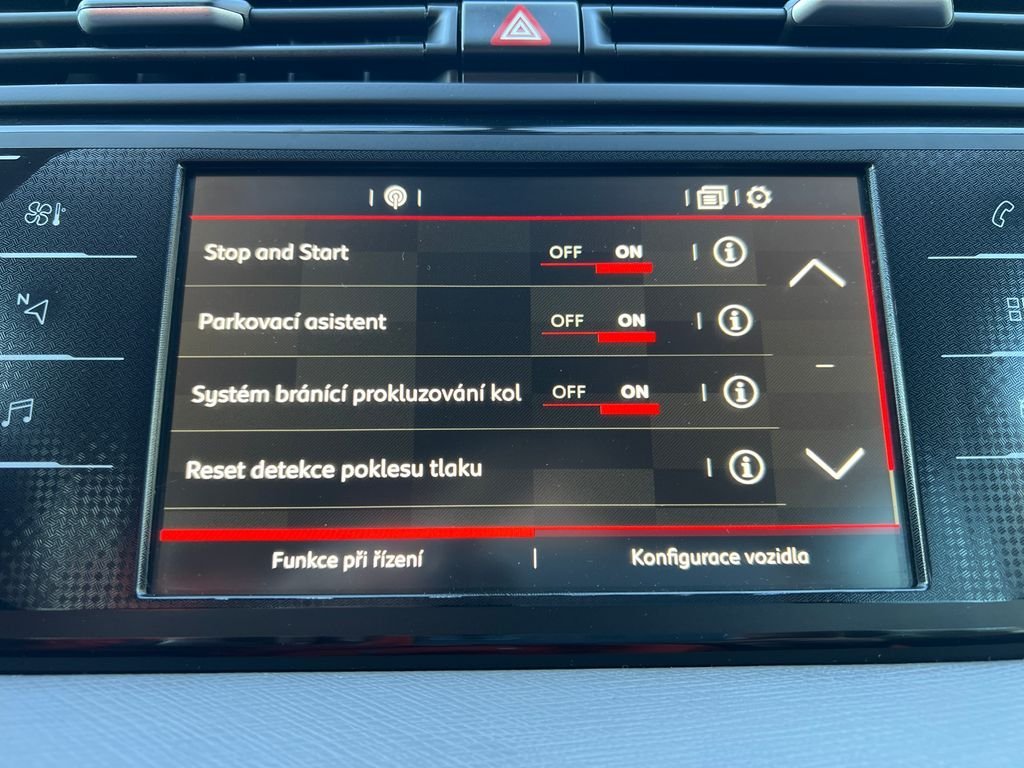 Stop and Start OFF ON
Parkovací asistent OFF ON
Systém bránící prokluzování kol OFF ON
Reset detekce poklesu tlaku
Funkce při řízení Konfigurace vozidla
N